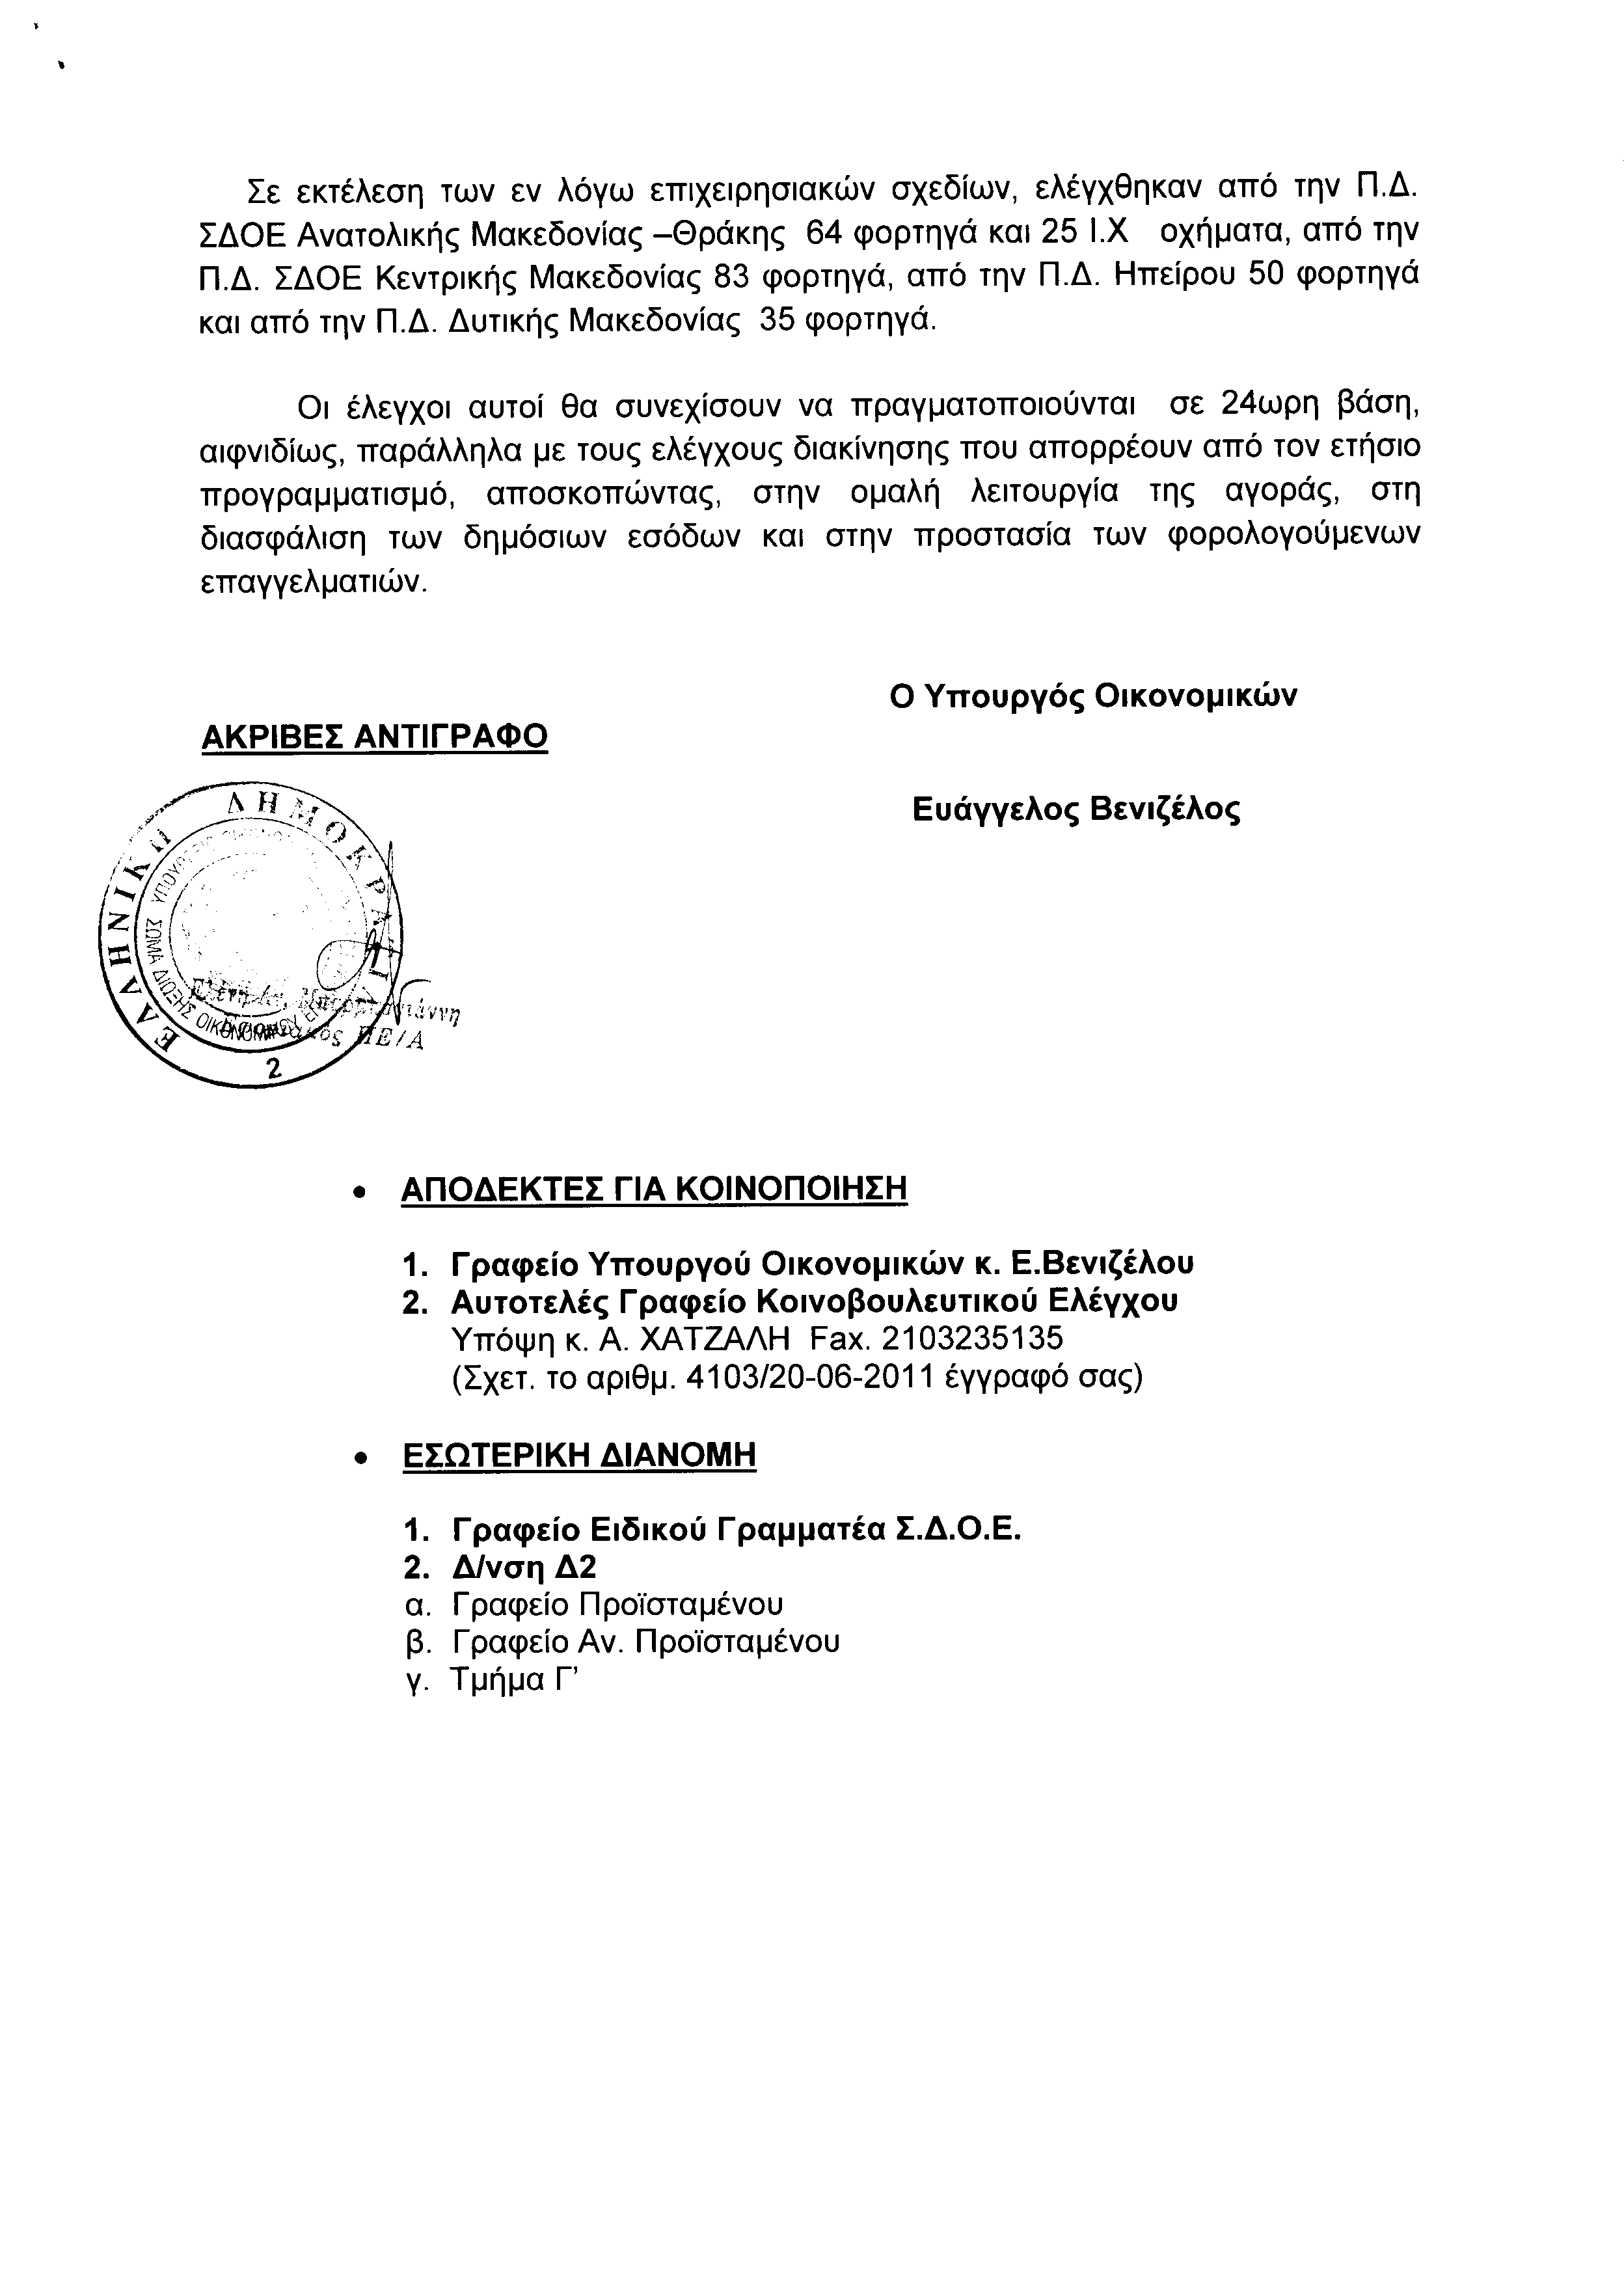 Σε εκτέλεση των εν λόγω επιχειρησιακών σχεδίων, ελέγχθηκαν από την Π.Δ.
ΣΔΟΕ Ανατολικής Μακεδονίας –Θράκης 64 φορτηγά και 25 Ι.Χ οχήματα, από την
Π.Δ. ΣΔΟΕ Κεντρικής Μακεδονίας 83 φορτηγά, από την Π.Δ. Ηπείρου 50 φορτηγά
και από την Π.Δ. Δυτικής Μακεδονίας 35 φορτηγά.
Οι έλεγχοι αυτοί θα συνεχίσουν να πραγματοποιούνται σε 24ωρη βάση,
αιφνιδίως, παράλληλα με τους ελέγχους διακίνησης που απορρέουν από τον ετήσιο
προγραμματισμό, αποσκοπώντας, στην ομαλή λειτουργία της αγοράς, στη
διασφάλιση των δημόσιων εσόδων και στην προστασία των φορολογούμενων
επαγγελματιών.
Ο Υπουργός Οικονομικών
ΑΚΡΙΒΕΣ ΑΝΤΙΓΡΑΦΟ
Ευάγγελος Βενιζέλος
ΕΛΛΗΝΙΚΗ ΔΗΜΟΚΡΑΤΙΑ
ΣΩΜΑ ΔΙΩΞΗΣ ΟΙΚΟΝΟΜΙΚΟΥ
ΠΕ/Α
2
• ΑΠΟΔΕΚΤΕΣ ΓΙΑ ΚΟΙΝΟΠΟΙΗΣΗ
1. Γραφείο Υπουργού Οικονομικών κ. Ε.Βενιζέλου
2. Αυτοτελές Γραφείο Κοινοβουλευτικού Ελέγχου
Υπόψη κ. Α. ΧΑΤΖΑΛΗ Fax. 2103235135
(Σχετ. το αριθμ. 4103/20-06-2011 έγγραφό σας)
• ΕΣΩΤΕΡΙΚΗ ΔΙΑΝΟΜΗ
1. Γραφείο Ειδικού Γραμματέα Σ.Δ.Ο.Ε.
2. Δ/νση Δ2
α. Γραφείο Προϊσταμένου
β. Γραφείο Αν. Προϊσταμένου
γ. Τμήμα Γ’